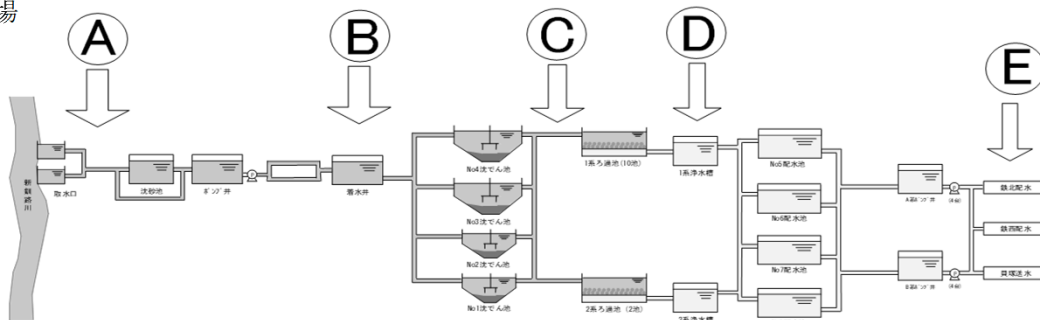 場
A
B
C
D
E
新釧路川
取水口
沈砂池
ポンプ井
P
着水井
No4沈でん池
No3沈でん池
No2沈でん池
No1沈でん池
1系ろ過池(10池)
2系ろ過池(2池)
1系浄水槽
No5配水池
No6配水池
No7配水池
P
P
鉄北配水
鉄西配水
貝塚送水